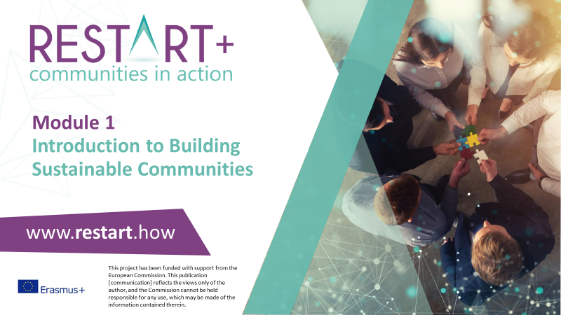 RESTART+
communities in action
Module 1
Introduction to Building
Sustainable Communities
www.restart.how
Erasmus+
This project has been funded with support from the
European Commission. This publication
[communication] reflects the views only of the
author, and the Commission cannot be held
responsible for any use, which may be made of the
information contained therein.